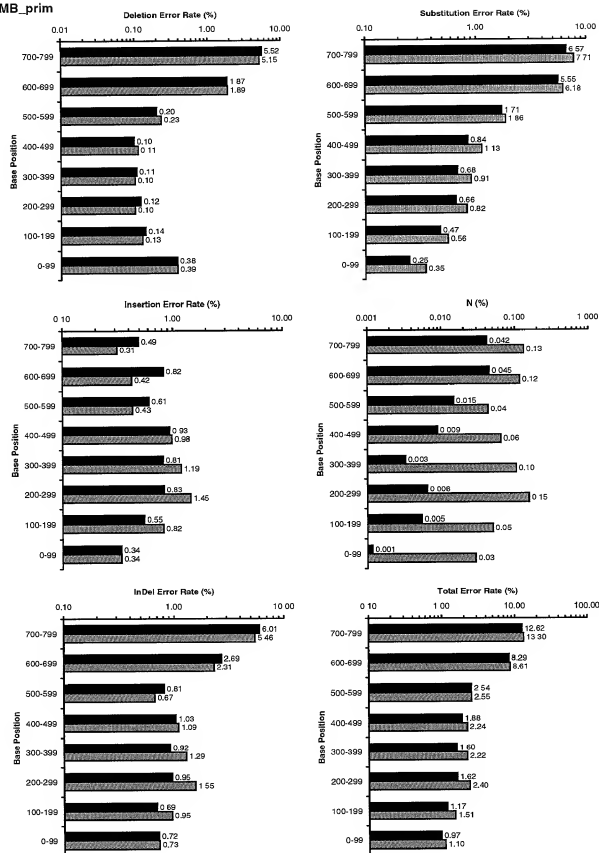 MB_prim
Deletion Error Rate (%)
0.01 0.10 1.00 10.00
Base Position
700-799 5.52 5.15
600-699 1.87 1.89
500-599 0.20 0.23
400-499 0.10 0.11
300-399 0.11 0.10
200-299 0.12 0.10
100-199 0.14 0.13
0-99 0.38 0.39
Substitution Error Rate (%)
0.10 1.00 10.00
Base Position
700-799 6.57 7.71
600-699 5.55 6.18
500-599 1.71 1.86
400-499 0.84 1.13
300-399 0.68 0.91
200-299 0.66 0.82
100-199 0.47 0.56
0-99 0.25 0.35
Insertion Error Rate (%)
0.10 1.00 10.00
Base Position
700-799 0.49 0.31
600-699 0.82 0.42
500-599 0.61 0.43
400-499 0.93 0.98
300-399 0.81 1.19
200-299 0.83 1.45
100-199 0.55 0.82
0-99 0.34 0.34
N (%)
0.001 0.010 0.100 1.000
Base Position
700-799 0.042 0.13
600-699 0.045 0.12
500-599 0.015 0.04
400-499 0.009 0.06
300-399 0.003 0.10
200-299 0.15
100-199 0.005 0.05
0-99 0.001 0.03
InDel Error Rate (%)
0.10 1.00 10.00
Base Position
700-799 6.01 5.46
600-699 2.69 2.31
500-599 0.81 0.67
400-499 1.03 1.09
300-399 0.92 1.29
200-299 0.95 1.55
100-199 0.69 0.95
0-99 0.72 0.73
Total Error Rate (%)
0.10 1.00 10.00 100.00
Base Position
700-799 12.62 13.30
600-699 8.29 8.61
500-599 2.54 2.55
400-499 1.88 2.24
300-399 1.60 2.22
200-299 1.62 2.40
100-199 1.17 1.51
0-99 0.97 1.10